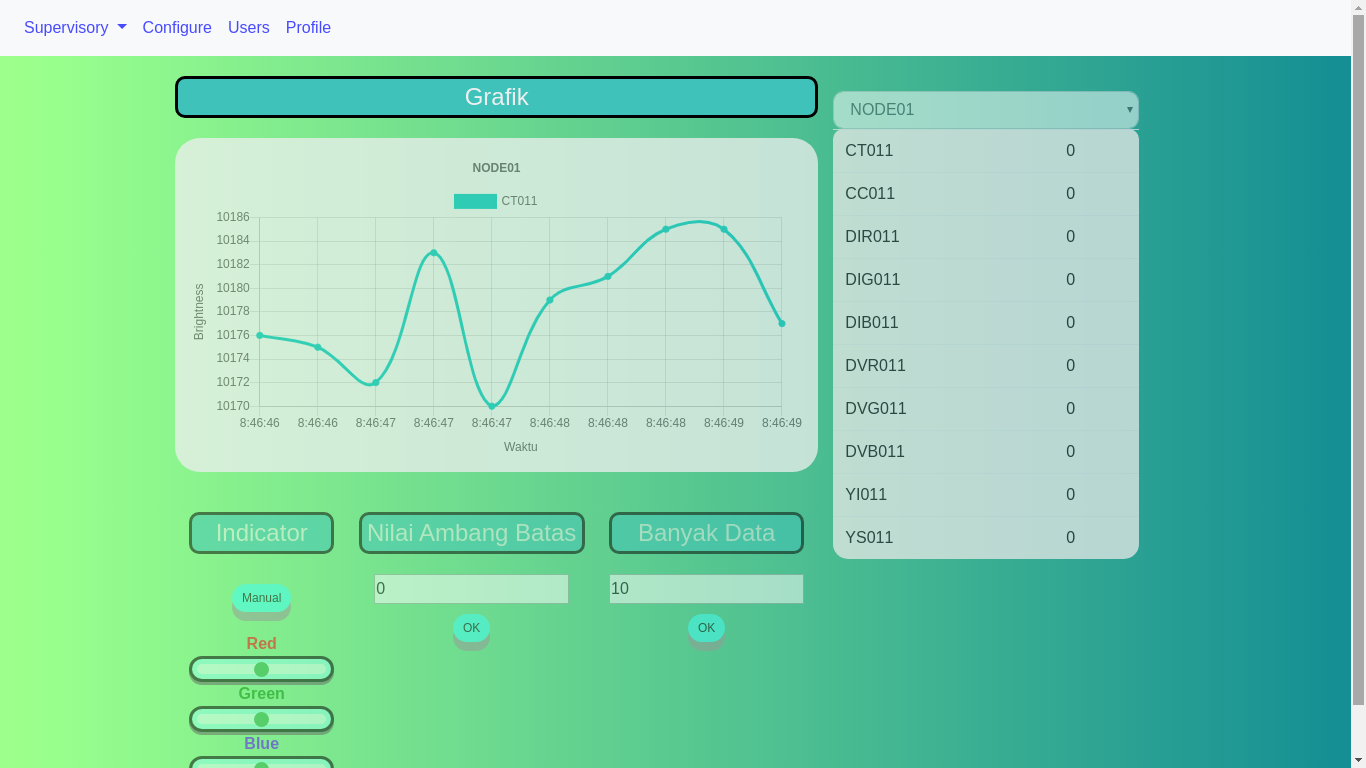 Supervisory Configure Users Profile
Grafik
NODE01
CT011
10186
10184
10182
10180
10178
10176
10174
10172
10170
Brightness
8:46:46 8:46:46 8:46:47 8:46:47 8:46:47 8:46:48 8:46:48 8:46:48 8:46:49 8:46:49
Waktu
NODE01
CT011 0
CC011 0
DIR011 0
DIG011 0
DIB011 0
DVR011 0
DVG011 0
DVB011 0
YI011 0
YS011 0
Indicator
Manual
Red
Green
Blue
Nilai Ambang Batas
0
OK
Banyak Data
10
OK